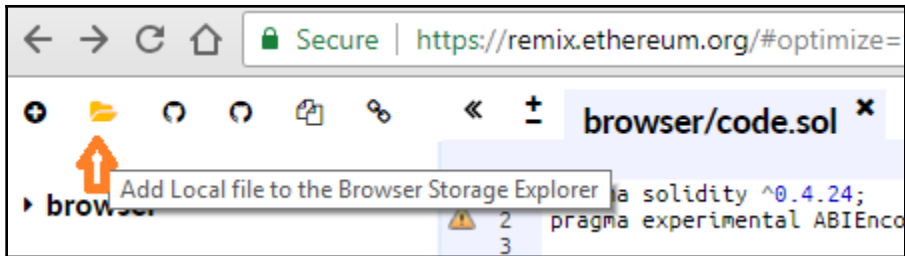 Secure | https://remix.ethereum.org/#optimize=
« ± browser/code.sol ×
Add Local file to the Browser Storage Explorer
solidity ^0.4.24;
2 pragma experimental ABIEnco
3